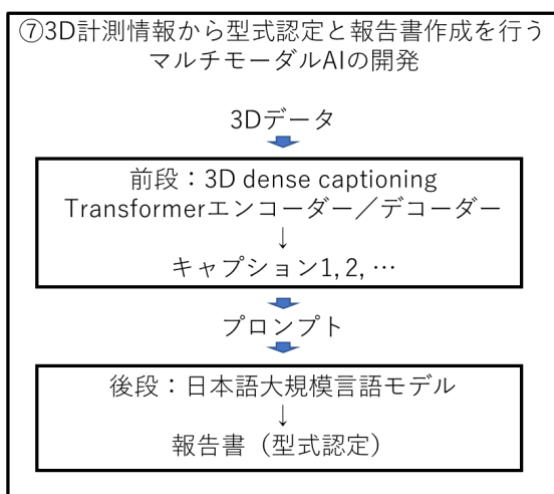 ⑦3D計測情報から型式認定と報告書作成を行う
マルチモーダルAIの開発
3Dデータ
前段：3D dense captioning
Transformerエンコーダー／デコーダー
↓
キャプション1, 2, …
プロンプト
後段：日本語大規模言語モデル
↓
報告書（型式認定）